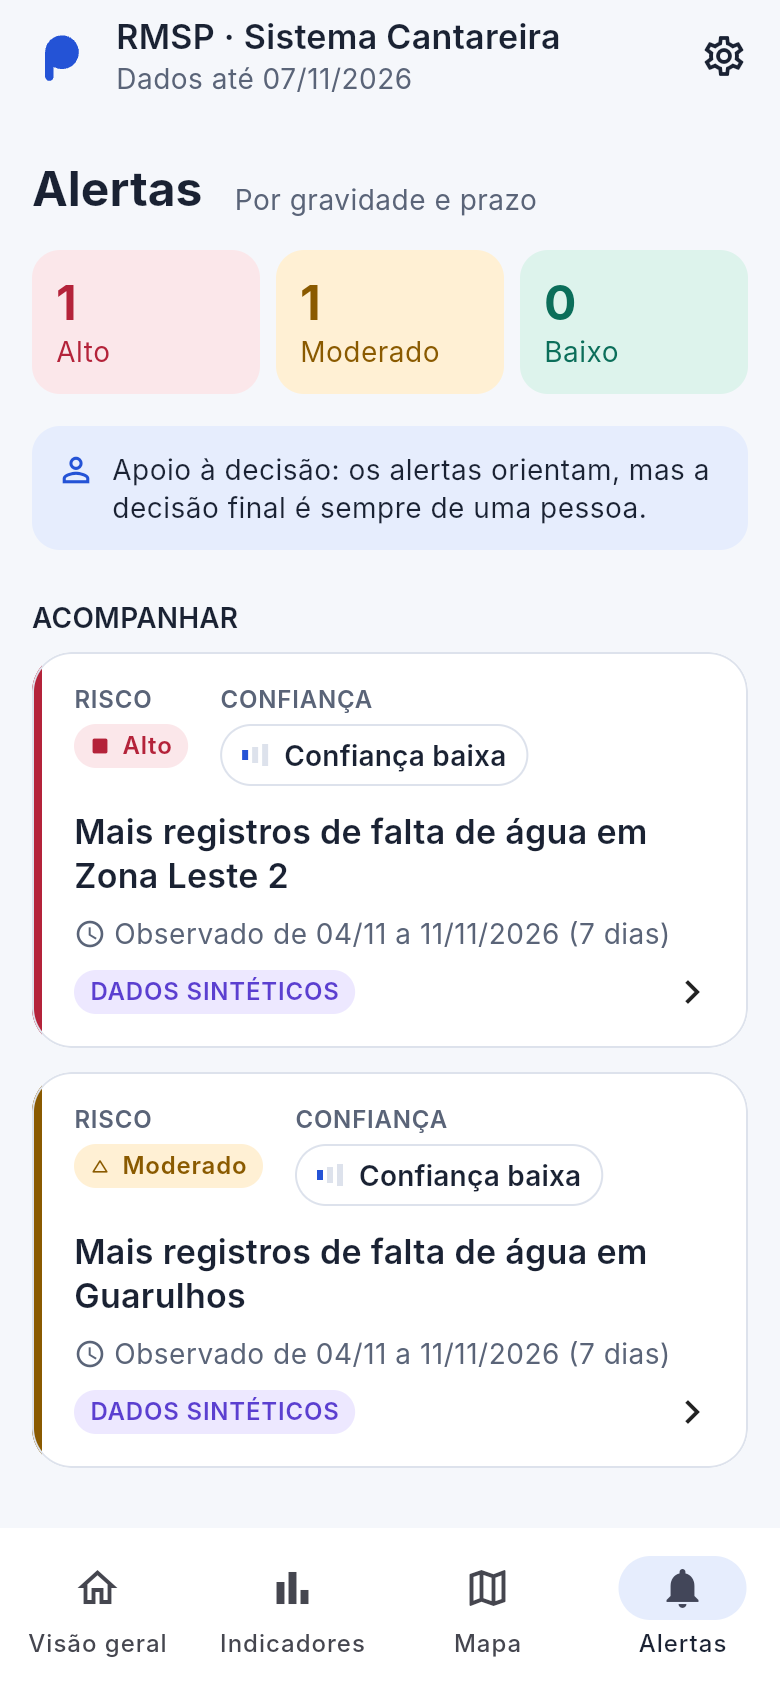 RMSP · Sistema Cantareira
Dados até 07/11/2026
Alertas Por gravidade e prazo
1 1 0
Alto Moderado Baixo
Apoio à decisão: os alertas orientam, mas a
decisão final é sempre de uma pessoa.
ACOMPANHAR
RISCO CONFIANÇA
Alto Confiança baixa
Mais registros de falta de água em
Zona Leste 2
Observado de 04/11 a 11/11/2026 (7 dias)
DADOS SINTÉTICOS
RISCO CONFIANÇA
Moderado Confiança baixa
Mais registros de falta de água em
Guarulhos
Observado de 04/11 a 11/11/2026 (7 dias)
DADOS SINTÉTICOS
Visão geral Indicadores Mapa Alertas